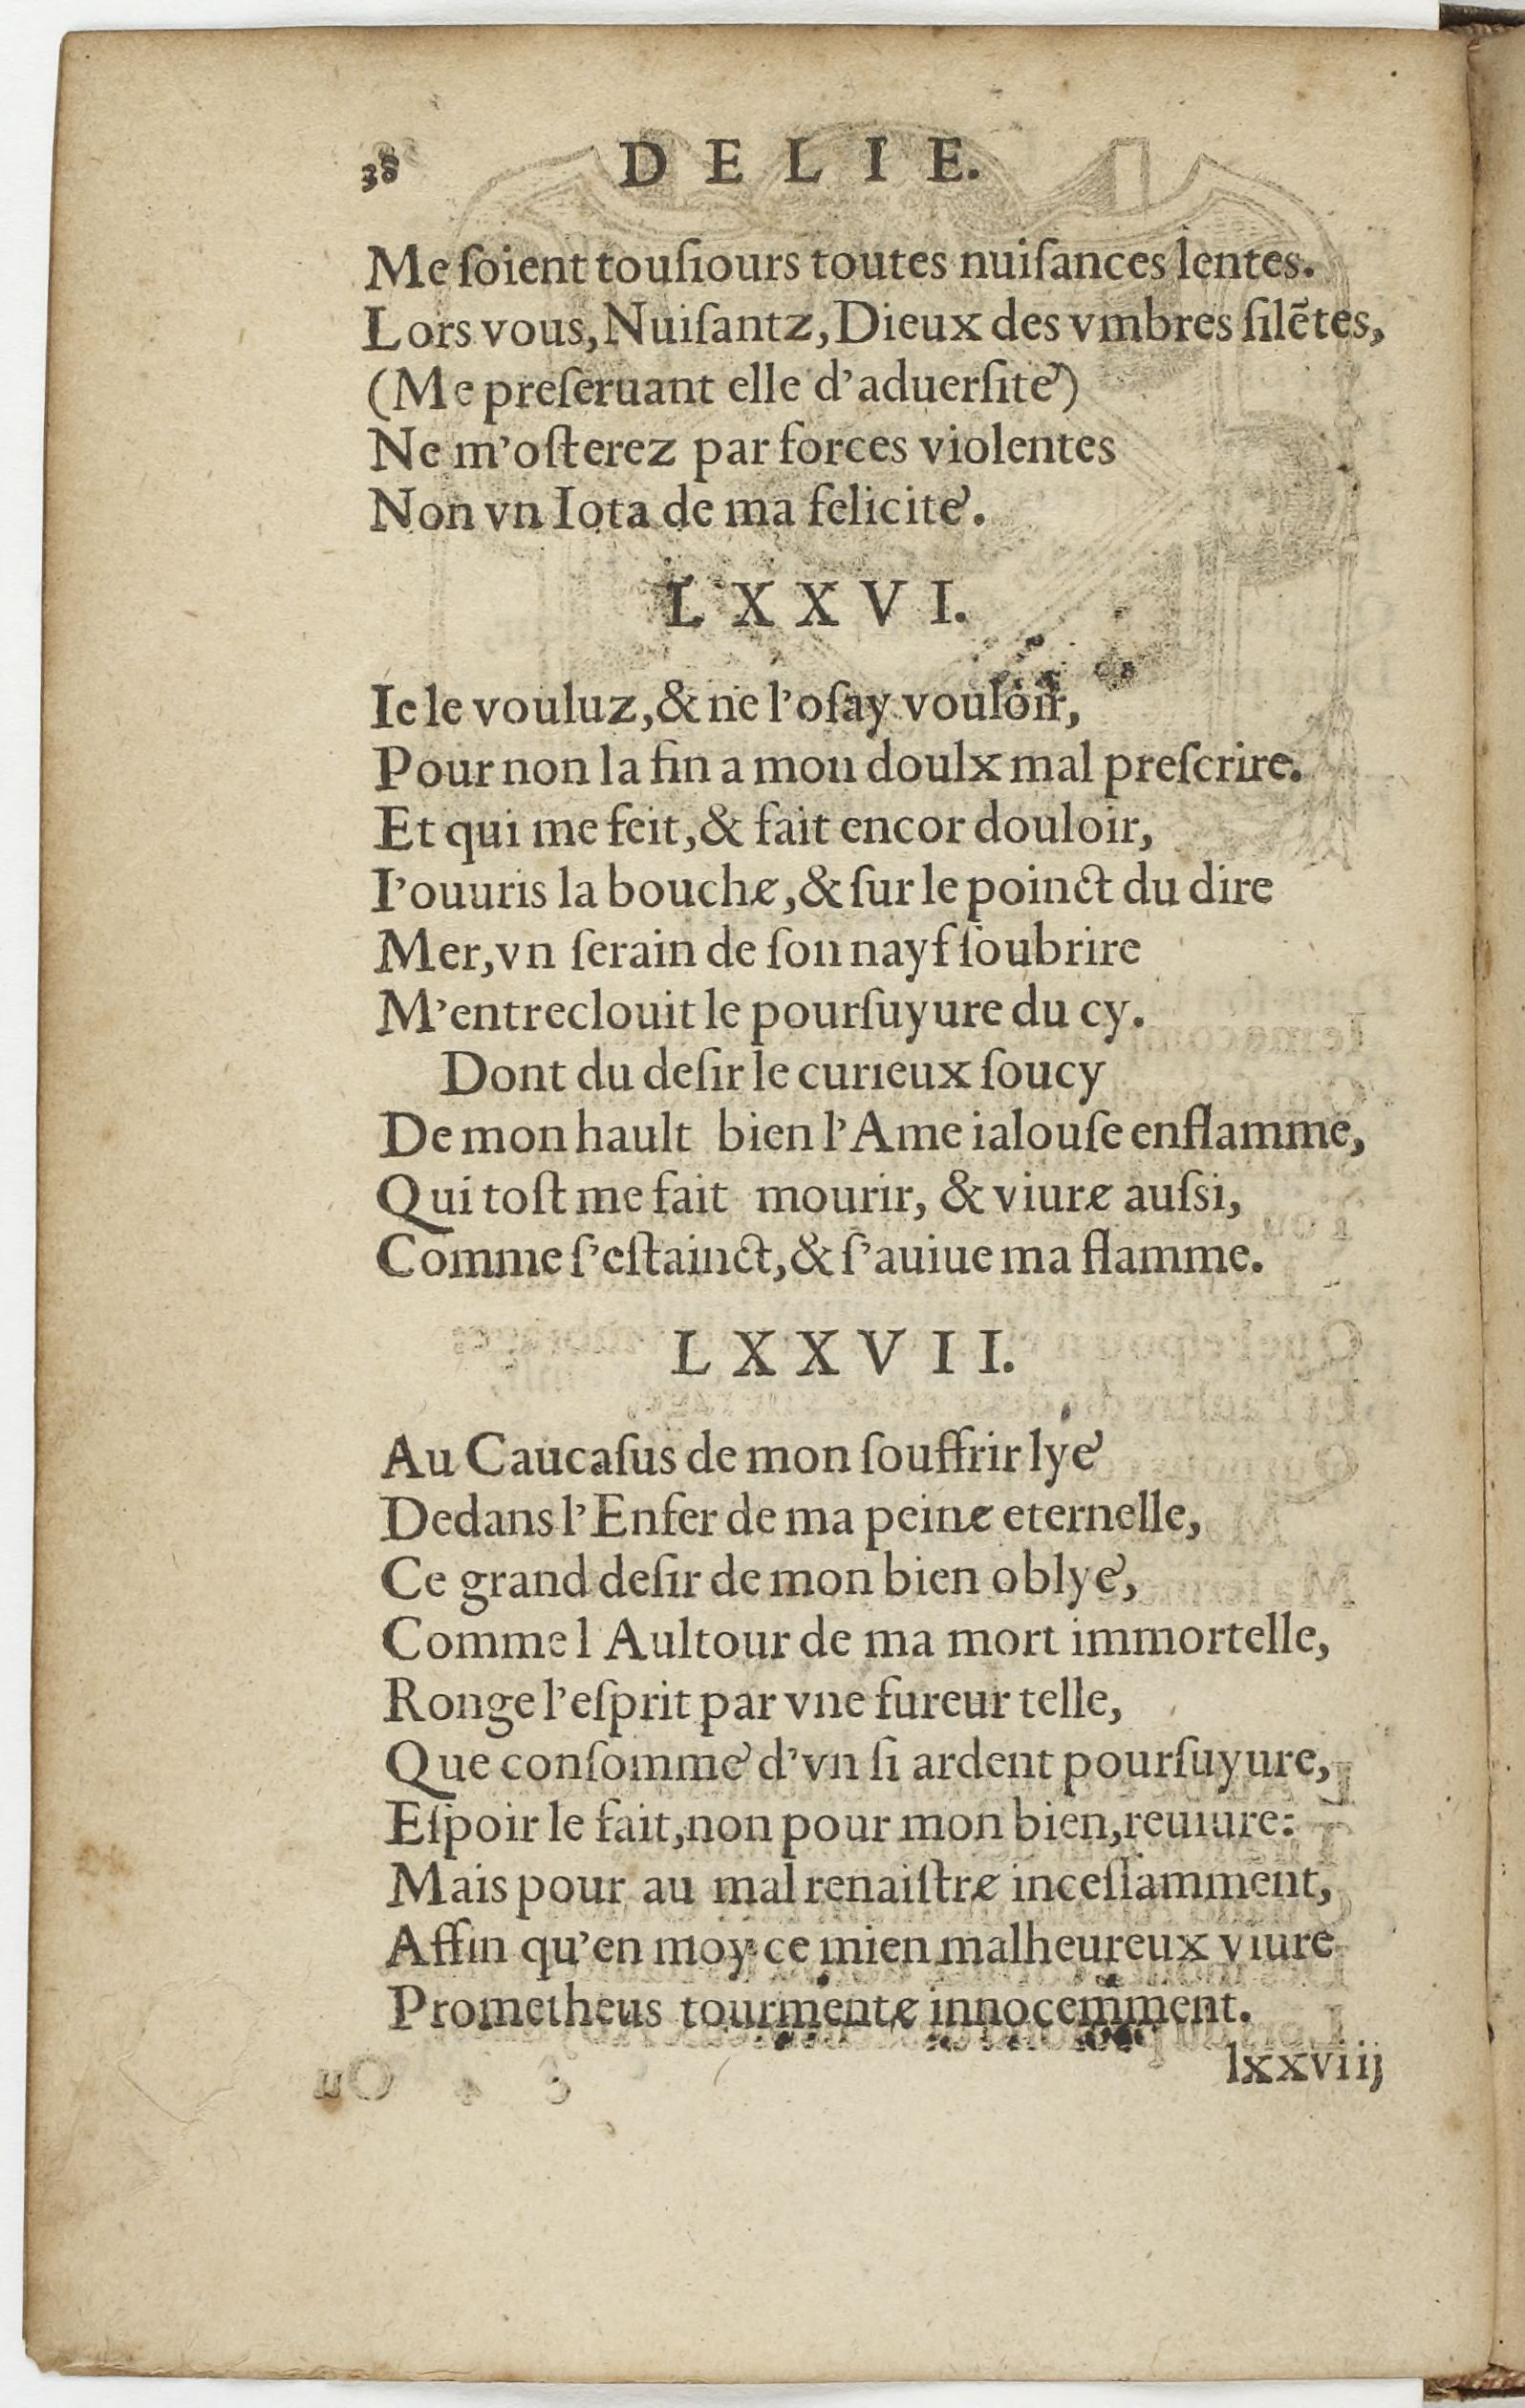 38 DELIE.
Me ſoient touſiours toutes nuiſances lentes.
Lors vous, Nuiſantz, Dieux des vmbres ſilẽtes,
(Me preſeruant elle d’aduerſité)
Ne m’oſterez par forces violentes
Non vn Iota de ma felicité.
LXXVI.
Ie le vouluz, & ne l’oſay vouloir,
Pour non la fin a mon doulx mal preſcrire.
Et qui me feit, & fait encor douloir,
I’ouuris la bouche, & ſur le poinct du dire
Mer, vn ſerain de ſon nayf ſoubrire
M’entreclouit le pourſuyure du cy.
Dont du deſir le curieux ſoucy
De mon hault bien l’Ame ialouſe enflamme,
Qui toſt me fait mourir, & viure auſsi,
Comme ſ’eſtainct, & ſ’auiue ma flamme.
LXXVII.
Au Caucaſus de mon ſouffrir lyé
Dedans l’Enfer de ma peine eternelle,
Ce grand deſir de mon bien oblyé,
Comme l Aultour de ma mort immortelle,
Ronge l’eſprit par vne fureur telle,
Que conſommé d’vn ſi ardent pourſuyure,
Eſpoir le fait, non pour mon bien, reuiure:
Mais pour au mal renaiſtre inceſſamment,
Affin qu’en moy ce mien malheureux viure
Prometheus tourmente innocemment.
lxxviij